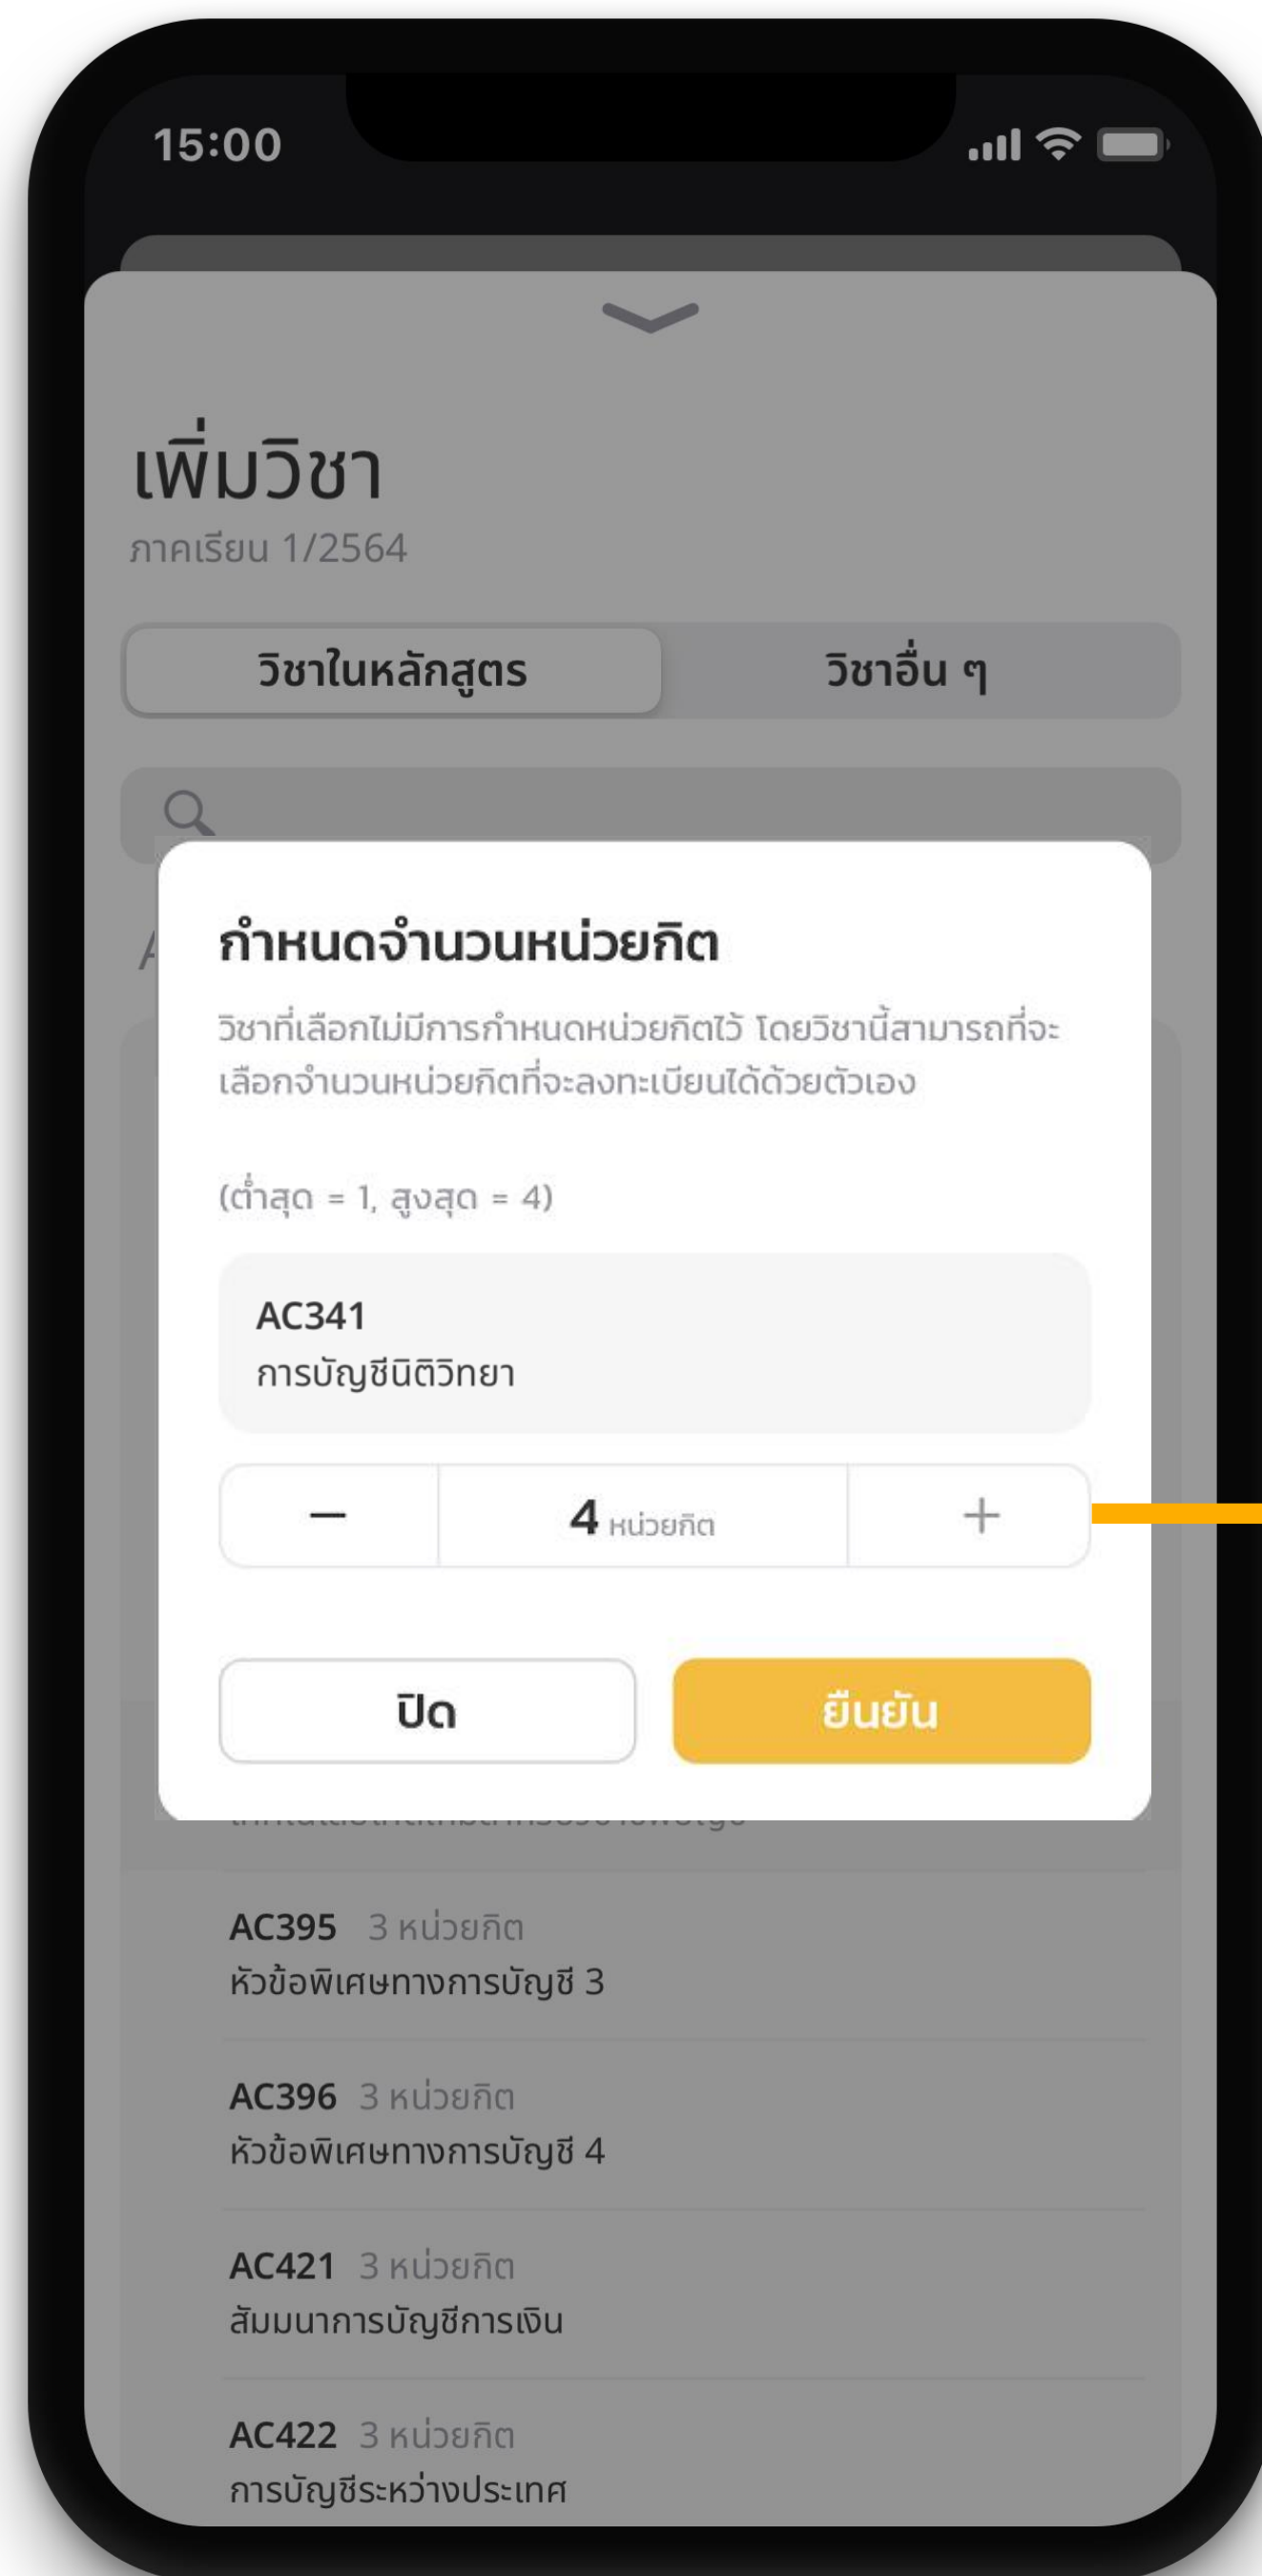 15:00
เพิ่มวิชา
ภาคเรียน 1/2564
วิชาในหลักสูตร
วิชาอื่น ๆ
กำหนดจำนวนหน่วยกิต
วิชาที่เลือกไม่มีการกำหนดหน่วยกิตไว้ โดยวิชานี้สามารถที่จะ
เลือกจำนวนหน่วยกิตที่จะลงทะเบียนได้ด้วยตัวเอง
(ต่ำสุด = 1, สูงสุด = 4)
AC341
การบัญชีนิติวิทยา
− 4 หน่วยกิต +
ปิด
ยืนยัน
AC395 3 หน่วยกิต
หัวข้อพิเศษทางการบัญชี 3
AC396 3 หน่วยกิต
หัวข้อพิเศษทางการบัญชี 4
AC421 3 หน่วยกิต
สัมมนาการบัญชีการเงิน
AC422 3 หน่วยกิต
การบัญชีระหว่างประเทศ